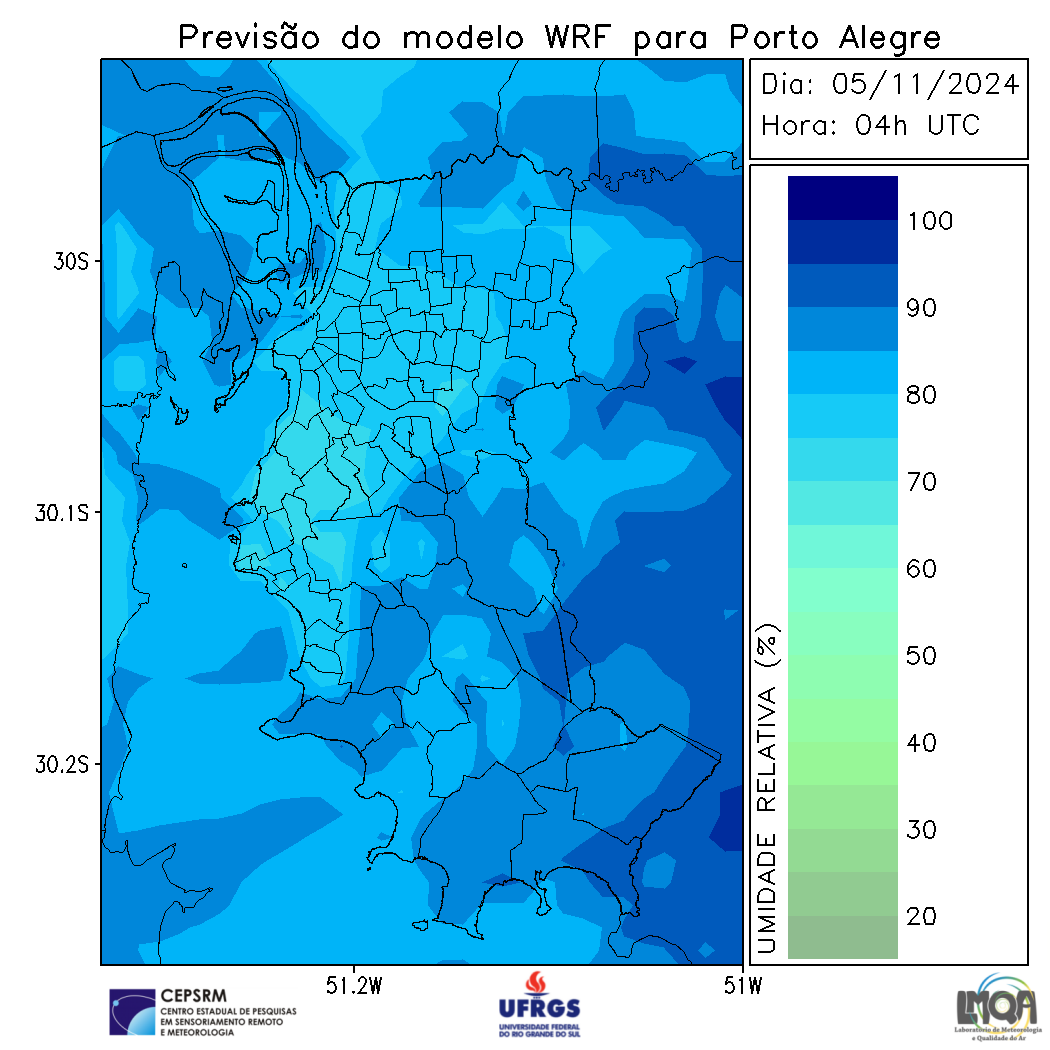 Previsão do modelo WRF para Porto Alegre
Dia: 05/11/2024
Hora: 04h UTC
100
90
80
70
60
50
40
30
20
UMIDADE RELATIVA (%)
30S
30.1S
30.2S
51.2W
51W
CEPSRM
CENTRO ESTADUAL DE PESQUISAS
EM SENSORIAMENTO REMOTO
E METEOROLOGIA
UFRGS
UNIVERSIDADE FEDERAL
DO RIO GRANDE DO SUL
LMQA
Laboratório de Meteorologia
e Qualidade do Ar